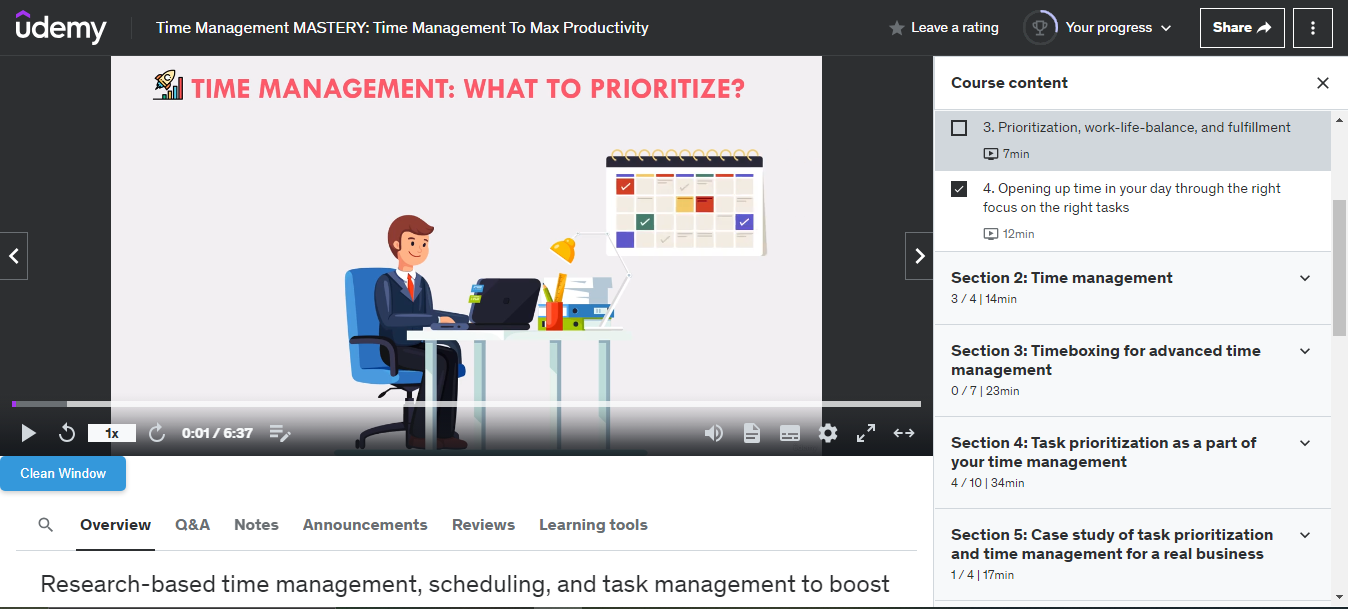 ûdemy
Time Management MASTERY: Time Management To Max Productivity
Leave a rating
Your progress
Share
TIME MANAGEMENT: WHAT TO PRIORITIZE?
1x
0:01 / 6:37
Clean Window
Overview
Q&A
Notes
Announcements
Reviews
Learning tools
Research-based time management, scheduling, and task management to boost
Course content
3. Prioritization, work-life-balance, and fulfillment
7min
4. Opening up time in your day through the right
focus on the right tasks
12min
Section 2: Time management
3 / 4 | 14min
Section 3: Timeboxing for advanced time
management
0 / 7 | 23min
Section 4: Task prioritization as a part of
your time management
4 / 10 | 34min
Section 5: Case study of task prioritization
and time management for a real business
1 / 4 | 17min